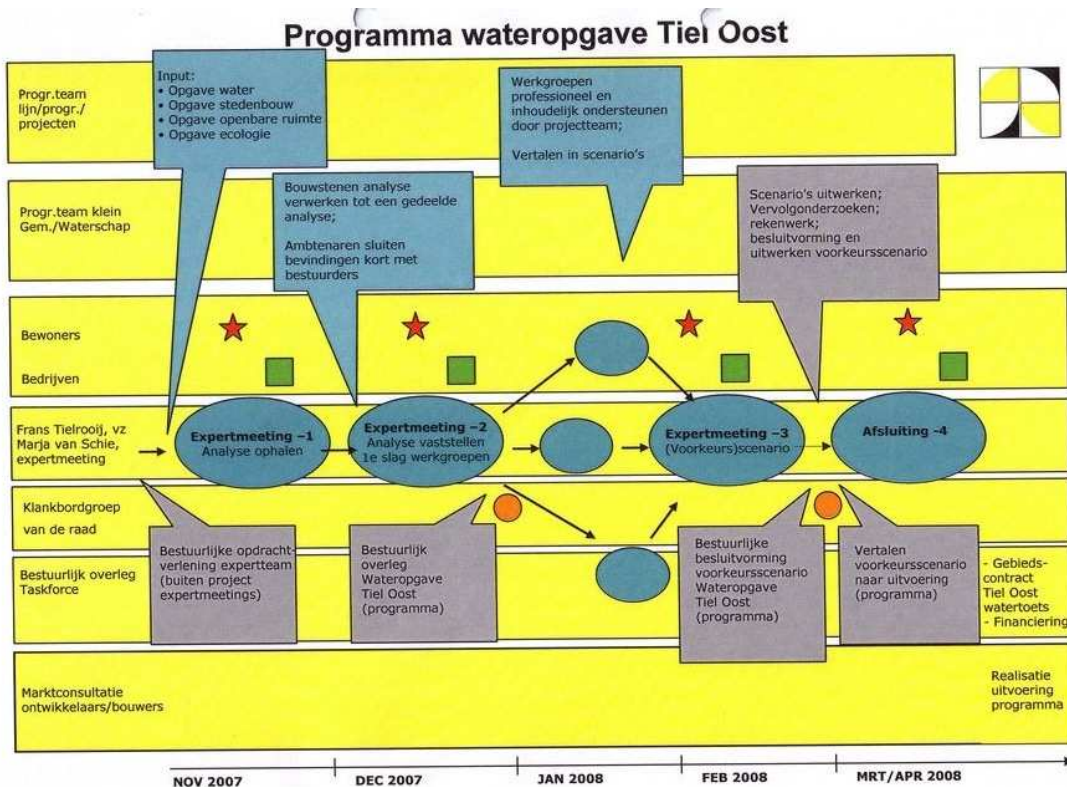 Programma wateropgave Tiel Oost
Progr.team
lijn/progr./
projecten
Input:
• Opgave water
• Opgave stedenbouw
• Opgave openbare ruimte
• Opgave ecologie
Werkgroepen
professioneel en
inhoudelijk ondersteunen
door projectteam;
Vertalen in scenario's
Progr.team klein
Gem./Waterschap
Bouwstenen analyse
verwerken tot een gedeelde
analyse;
Ambtenaren sluiten
bevindingen kort met
bestuurders
Scenario's uitwerken;
Vervolgonderzoeken;
rekenwerk;
besluitvorming en
uitwerken voorkeursscenario
Bewoners
Bedrijven
Frans Tielrooij, vz
Marja van Schie,
expertmeeting
Expertmeeting –1
Analyse ophalen
Expertmeeting –2
Analyse vaststellen
1e slag werkgroepen
Expertmeeting –3
(Voorkeurs)scenario
Afsluiting -4
Klankbordgroep
van de raad
Bestuurlijk overleg
Taskforce
Bestuurlijke opdracht-
verlening expertteam
(buiten project
expertmeetings)
Bestuurlijk
overleg
Wateropgave
Tiel Oost
(programma)
Bestuurlijke
besluitvorming
voorkeursscenario
Wateropgave
Tiel Oost
(programma)
Vertalen
voorkeursscenario
naar uitvoering
(programma)
- Gebieds-
contract
Tiel Oost
watertoets
- Financiering
Marktconsultatie
ontwikkelaars/bouwers
Realisatie
uitvoering
programma
NOV 2007
DEC 2007
JAN 2008
FEB 2008
MRT/APR 2008